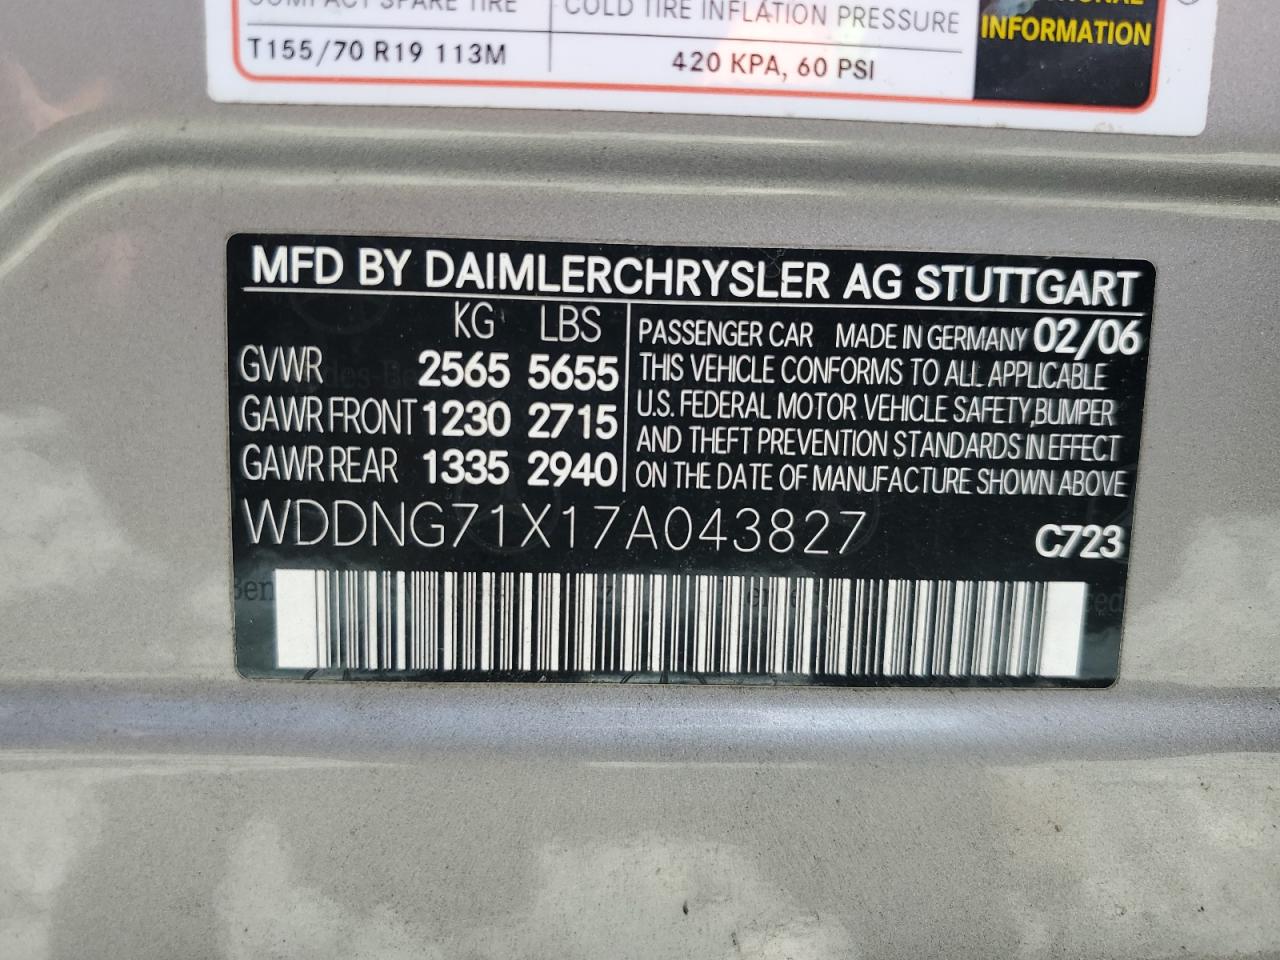 COMPACT SPARE TIRE
COLD TIRE INFLATION PRESSURE
INFORMATION
T155/70 R19 113M
420 KPA, 60 PSI
MFD BY DAIMLERCHRYSLER AG STUTTGART
KG LBS
GVWR 2565 5655
GAWR FRONT 1230 2715
GAWR REAR 1335 2940
PASSENGER CAR MADE IN GERMANY 02/06
THIS VEHICLE CONFORMS TO ALL APPLICABLE
U.S. FEDERAL MOTOR VEHICLE SAFETY,BUMPER
AND THEFT PREVENTION STANDARDS IN EFFECT
ON THE DATE OF MANUFACTURE SHOWN ABOVE
WDDNG71X17A043827
C723